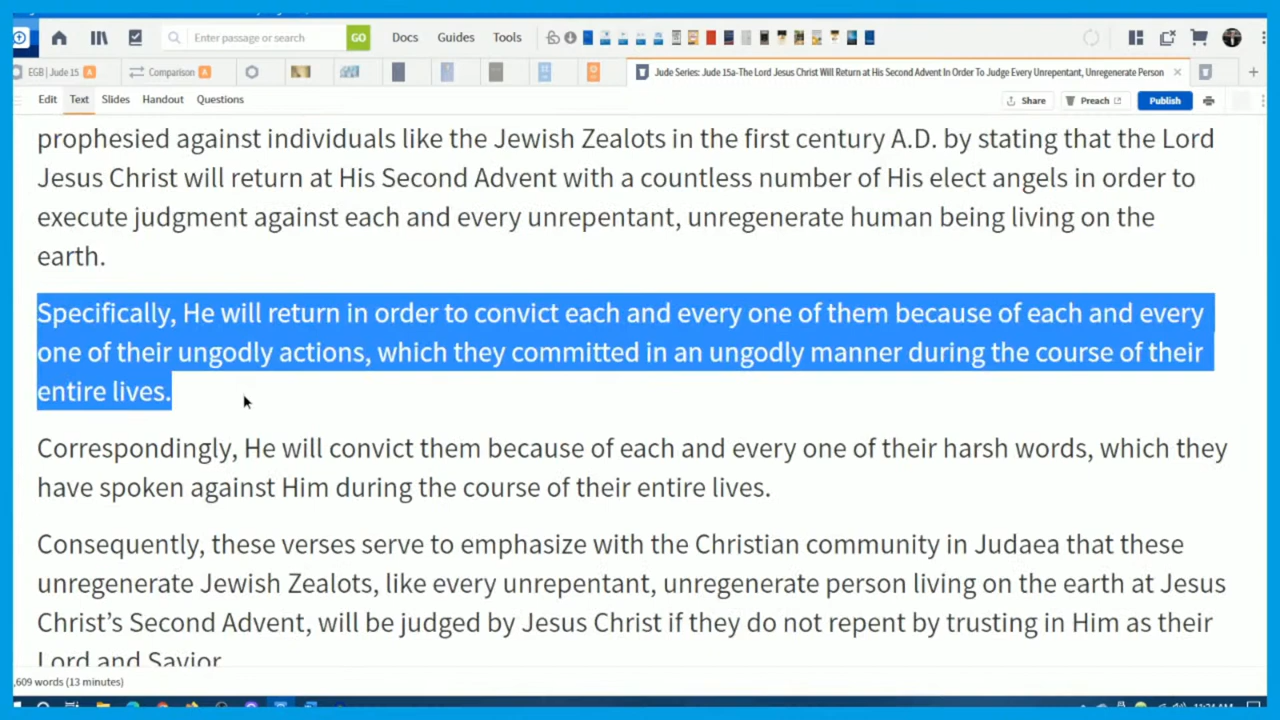 Enter passage or search
GO
Docs
Guides
Tools
EGB | Jude 15
A
Comparison
A
Jude Series: Jude 15a-The Lord Jesus Christ Will Return at His Second Advent In Order To Judge Every Unrepentant, Unregenerate Person
Edit
Text
Slides
Handout
Questions
Share
Preach
Publish
prophesied against individuals like the Jewish Zealots in the first century A.D. by stating that the Lord
Jesus Christ will return at His Second Advent with a countless number of His elect angels in order to
execute judgment against each and every unrepentant, unregenerate human being living on the
earth.
Specifically, He will return in order to convict each and every one of them because of each and every
one of their ungodly actions, which they committed in an ungodly manner during the course of their
entire lives.
Correspondingly, He will convict them because of each and every one of their harsh words, which they
have spoken against Him during the course of their entire lives.
Consequently, these verses serve to emphasize with the Christian community in Judaea that these
unregenerate Jewish Zealots, like every unrepentant, unregenerate person living on the earth at Jesus
Christ’s Second Advent, will be judged by Jesus Christ if they do not repent by trusting in Him as their
Lord and Savior
,609 words (13 minutes)